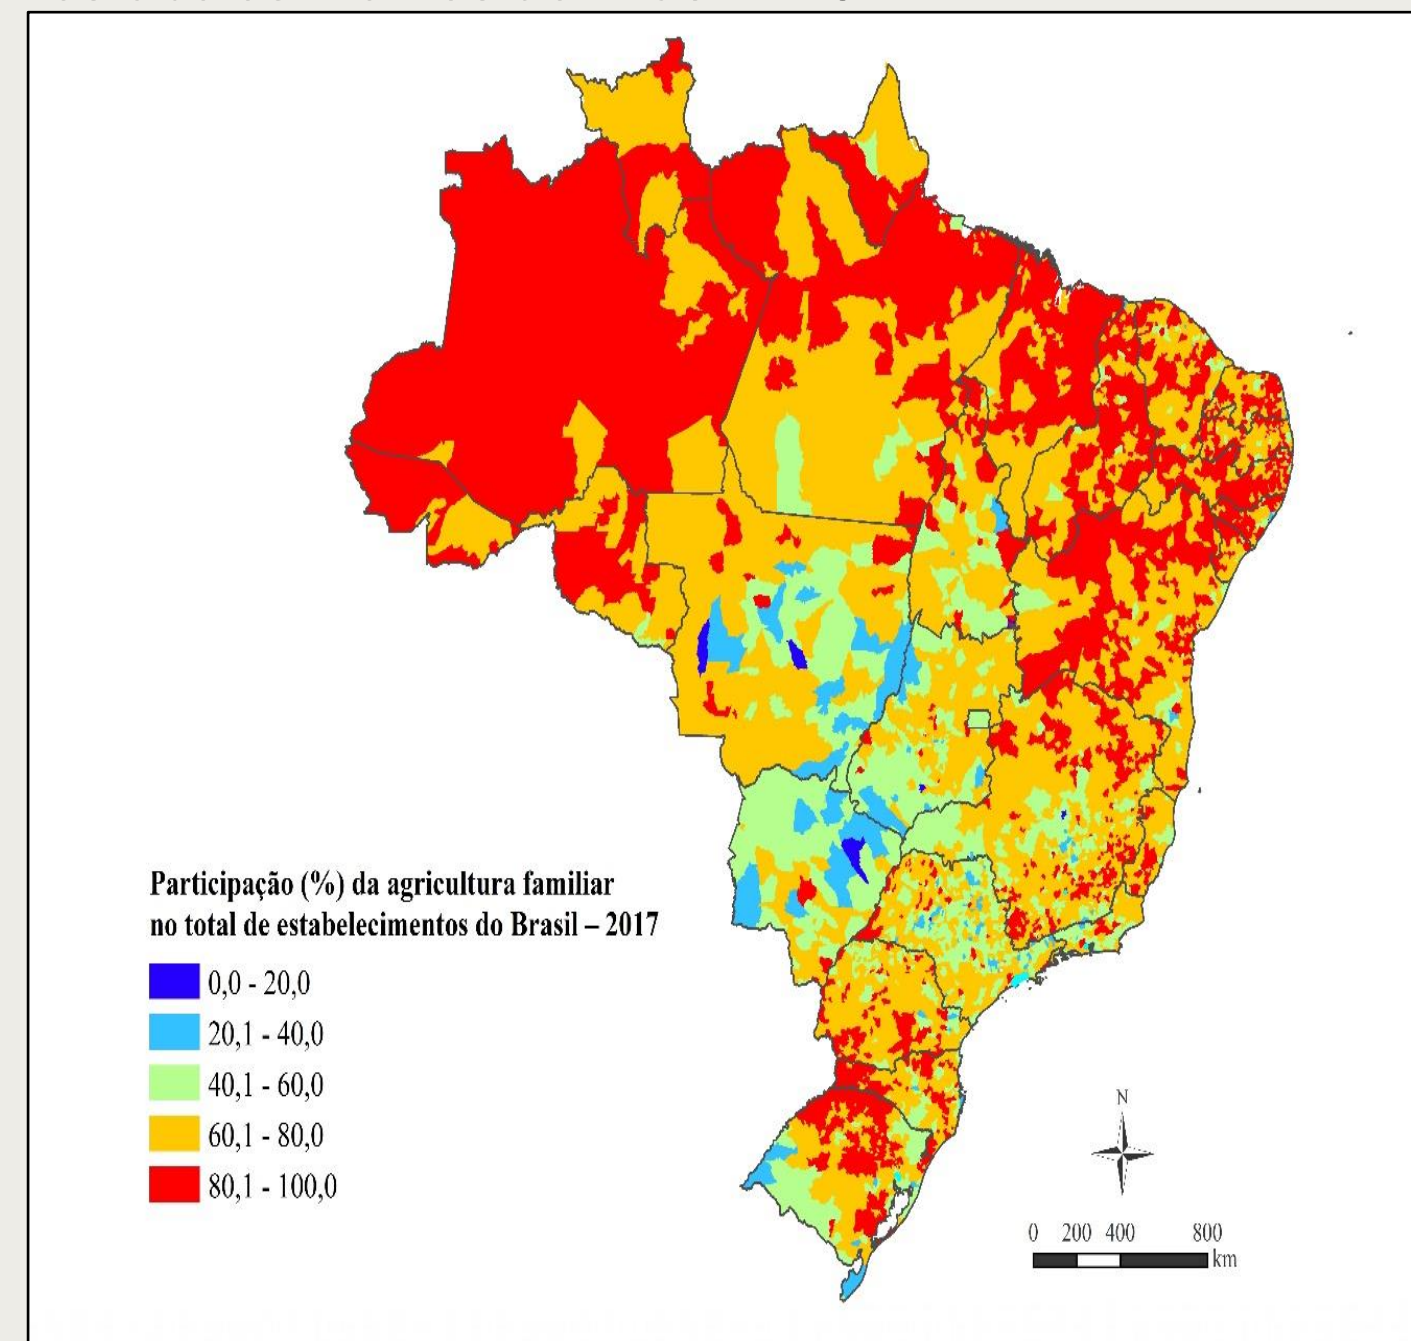 Participação (%) da agricultura familiar
no total de estabelecimentos do Brasil – 2017
0,0 - 20,0
20,1 - 40,0
40,1 - 60,0
60,1 - 80,0
80,1 - 100,0
N
0 200 400 800
km